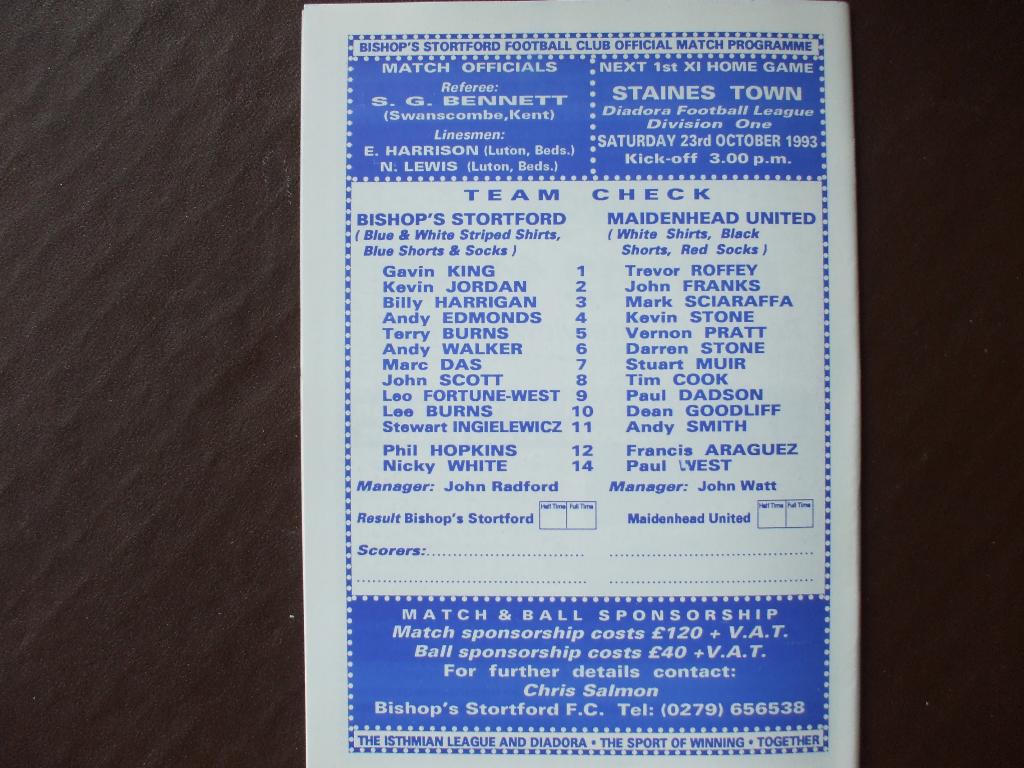 BISHOP'S STORTFORD FOOTBALL CLUB OFFICIAL MATCH PROGRAMME
MATCH OFFICIALS
Referee:
S. G. BENNETT
(Swanscombe,Kent)
Linesmen:
E. HARRISON (Luton, Beds.)
N. LEWIS (Luton, Beds.)
NEXT 1st XI HOME GAME
STAINES TOWN
Diadora Football League
Division One
SATURDAY 23rd OCTOBER 1993
Kick-off 3.00 p.m.
TEAM CHECK
BISHOP'S STORTFORD MAIDENHEAD UNITED
( Blue & White Striped Shirts, ( White Shirts, Black
Blue Shorts & Socks ) Shorts, Red Socks )
Gavin KING 1 Trevor ROFFEY
Kevin JORDAN 2 John FRANKS
Billy HARRIGAN 3 Mark SCIARAFFA
Andy EDMONDS 4 Kevin STONE
Terry BURNS 5 Vernon PRATT
Andy WALKER 6 Darren STONE
Marc DAS 7 Stuart MUIR
John SCOTT 8 Tim COOK
Leo FORTUNE-WEST 9 Paul DADSON
Lee BURNS 10 Dean GOODLIFF
Stewart INGIELEWICZ 11 Andy SMITH
Phil HOPKINS 12 Francis ARAGUEZ
Nicky WHITE 14 Paul WEST
Manager: John Radford Manager: John Watt
Result Bishop's Stortford Half Time Full Time Maidenhead United Half Time Full Time
Scorers:
MATCH & BALL SPONSORSHIP
Match sponsorship costs £120 + V.A.T.
Ball sponsorship costs £40 +V.A.T.
For further details contact:
Chris Salmon
Bishop's Stortford F.C. Tel: (0279) 656538
THE ISTHMIAN LEAGUE AND DIADORA • THE SPORT OF WINNING • TOGETHER